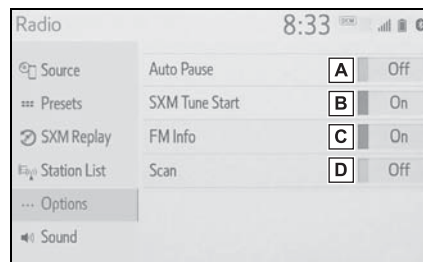 Radio 8:33 DCM
Source
Presets
SXM Replay
Station List
Options
Sound
Auto Pause A Off
SXM Tune Start B On
FM Info C On
Scan D Off